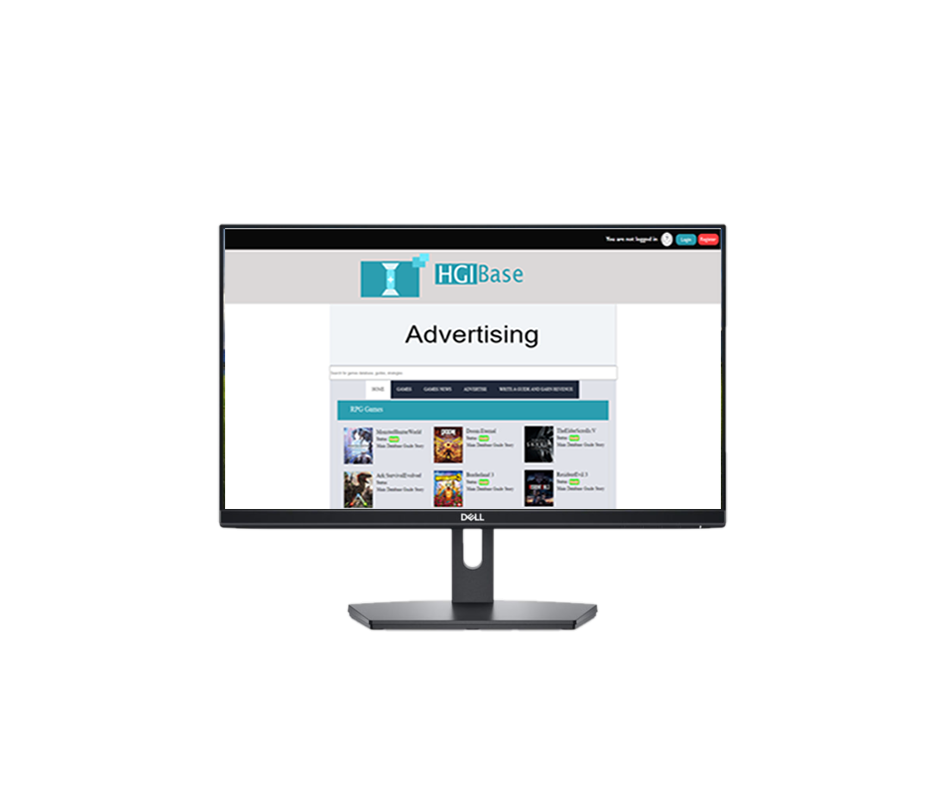 You are not logged in Login Register
HGIBase
Advertising
Search for games database, guides, strategies
HOME GAMES GAMES NEWS ADVERTISE WRITE A GUIDE AND EARN REVENUE
RPG Games
MonsterHunterWorld
Status
Main Database Guide Story
Doom Eternal
Status
Main Database Guide Story
TheElderScrolls V
Status
Main Database Guide Story
Ark SurvivalEvolved
Status
Main Database Guide Story
Borderland 3
Status
Main Database Guide Story
ResidentEvil 3
Status
Main Database Guide Story
DELL